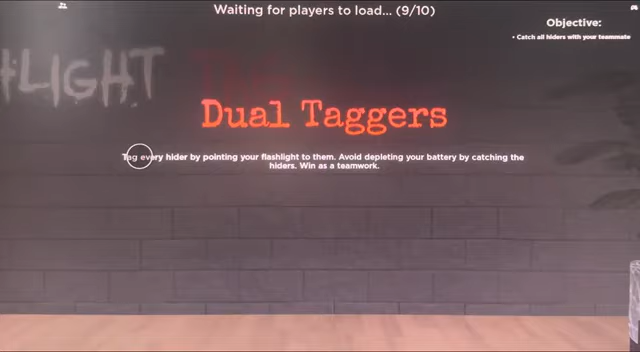 Waiting for players to load... (9/10)
Objective:
• Catch all hiders with your teammate
LIGHT
Dual Taggers
Tag every hider by pointing your flashlight to them. Avoid depleting your battery by catching the
hiders. Win as a teamwork.